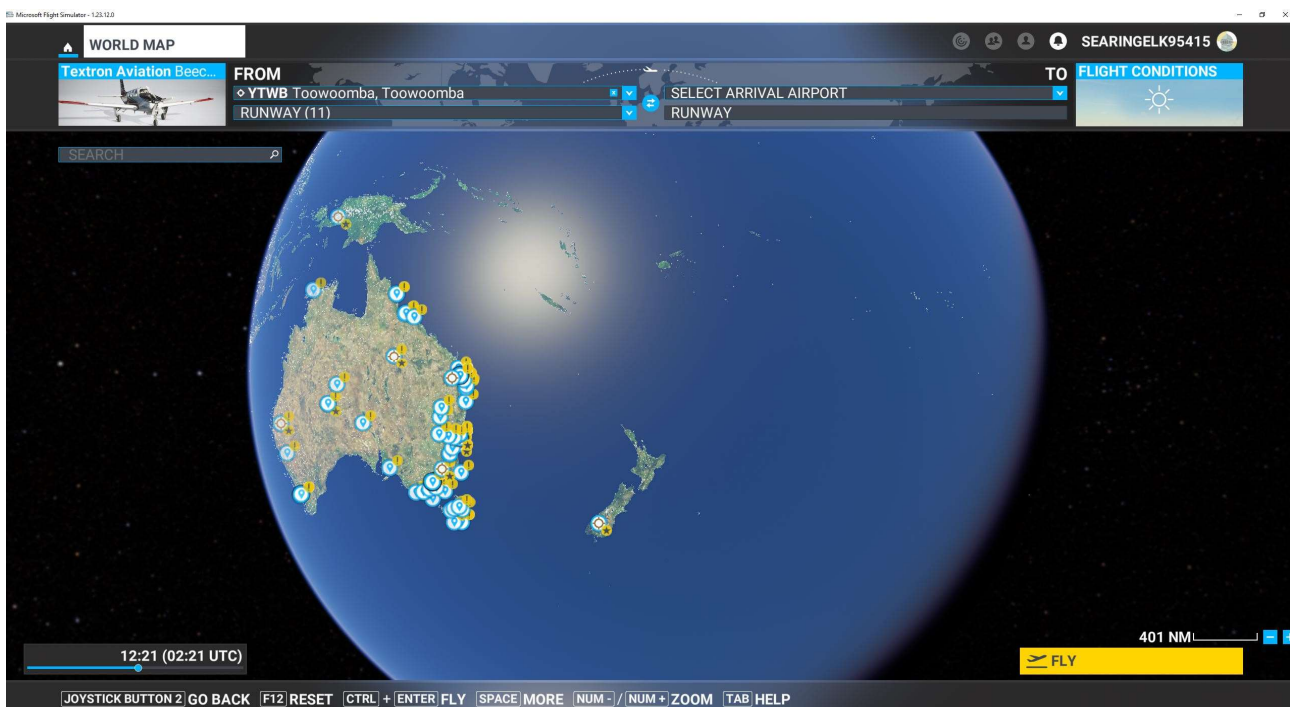 Microsoft Flight Simulator - 1.23.12.0
WORLD MAP
SEARINGELK95415
Textron Aviation Beec...
FROM
YTWB Toowoomba, Toowoomba
RUNWAY (11)
TO
SELECT ARRIVAL AIRPORT
RUNWAY
FLIGHT CONDITIONS
SEARCH
12:21 (02:21 UTC)
401 NM
FLY
JOYSTICK BUTTON 2 GO BACK F12 RESET CTRL + ENTER FLY SPACE MORE NUM - / NUM + ZOOM TAB HELP